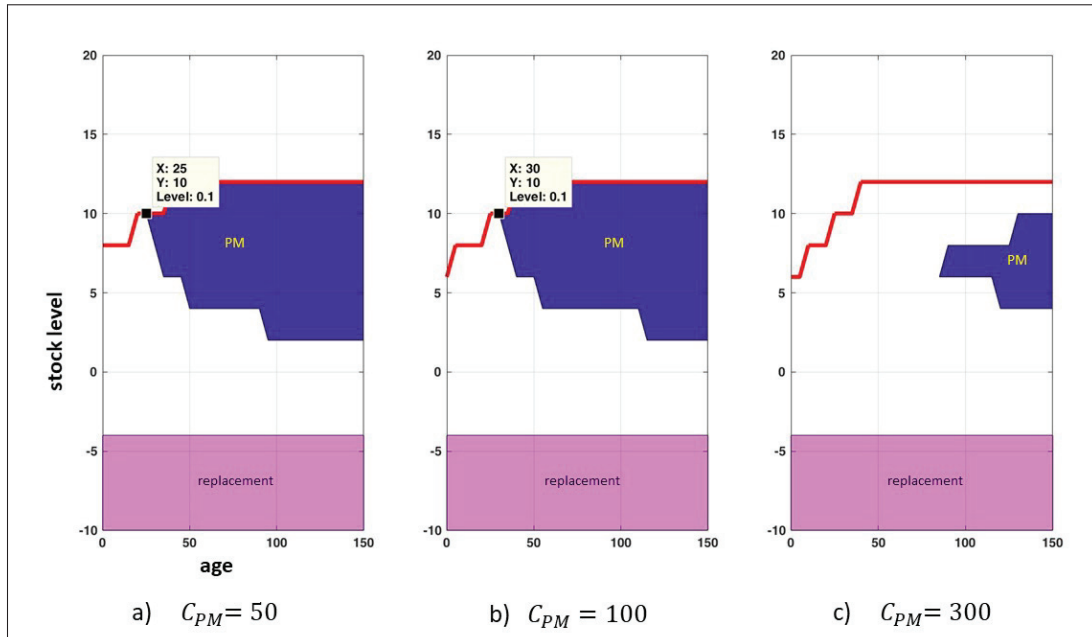 20
15
10
5
0
-5
-10
stock level
X: 25
Y: 10
Level: 0.1
PM
replacement
0 50 100 150
age
a) C_PM= 50
20
15
10
5
0
-5
-10
X: 30
Y: 10
Level: 0.1
PM
replacement
0 50 100 150
b) C_PM = 100
20
15
10
5
0
-5
-10
PM
replacement
0 50 100 150
c) C_PM = 300